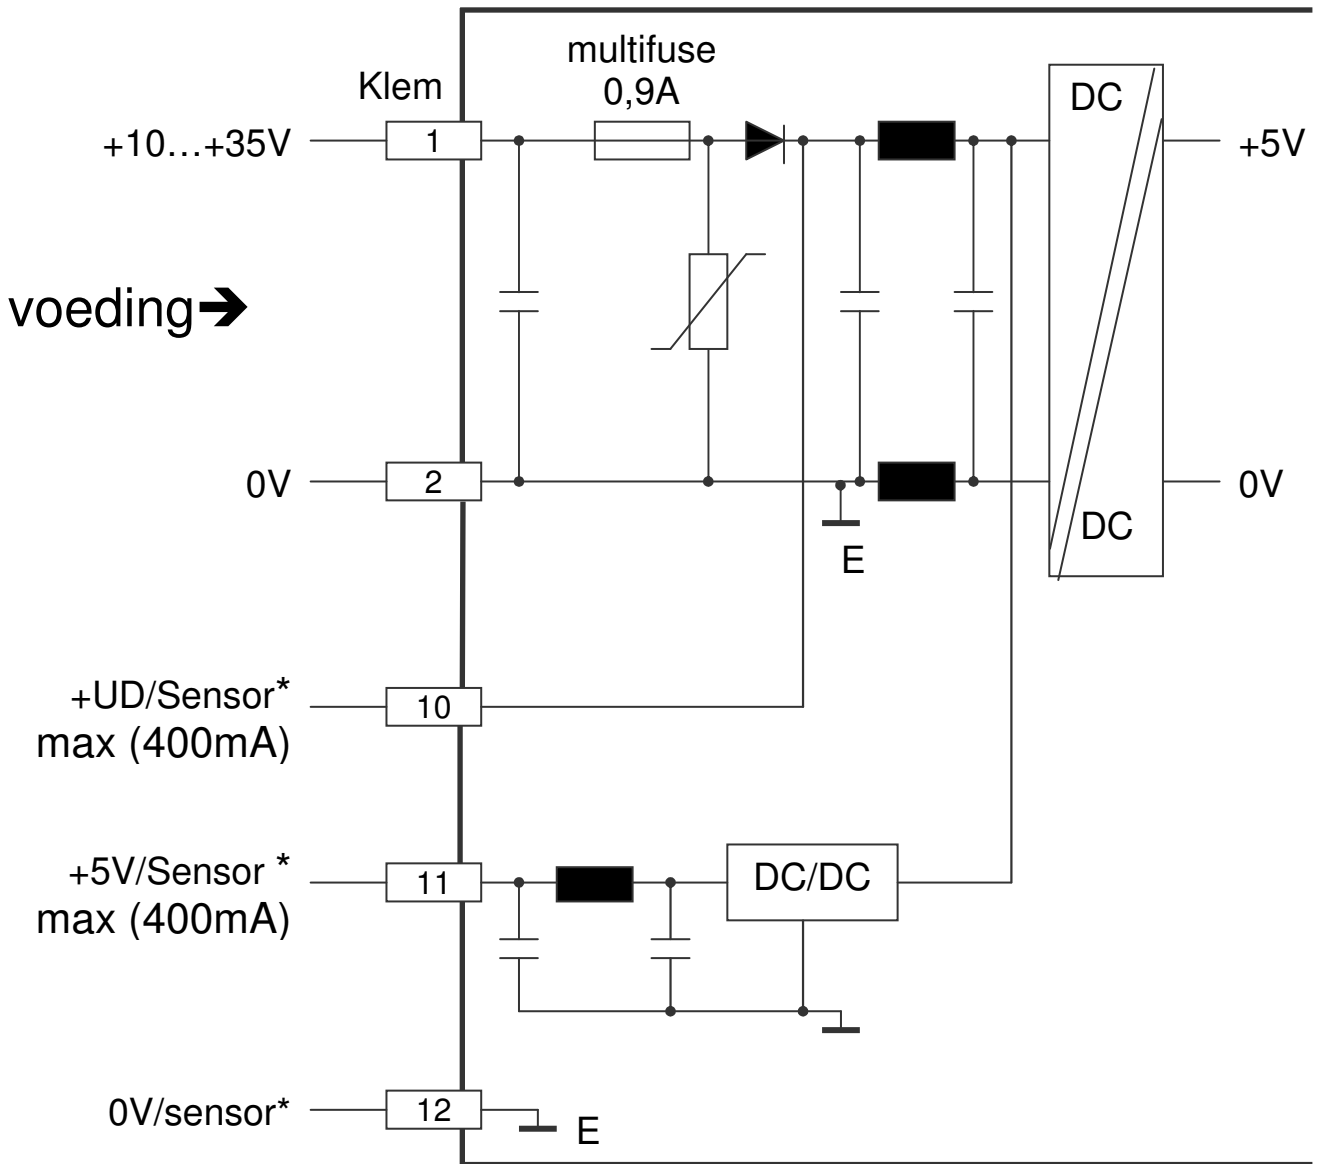 multifuse
0,9A
Klem
DC
+10...+35V
1
+5V
voeding➔
0V
2
0V
DC
E
+UD/Sensor*
10
max (400mA)
+5V/Sensor *
11
DC/DC
max (400mA)
0V/sensor*
12
E